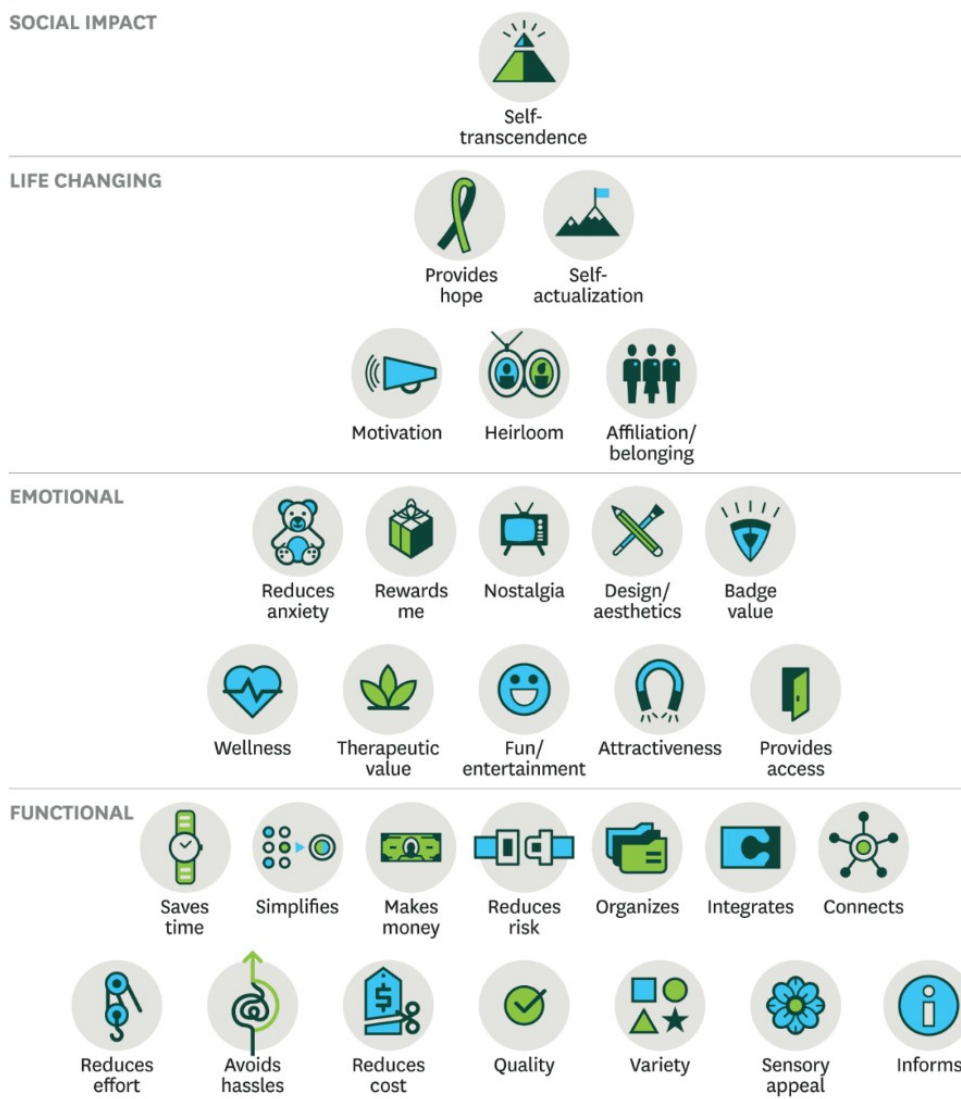 SOCIAL IMPACT
Self-
transcendence
LIFE CHANGING
Provides
hope
Self-
actualization
Motivation
Heirloom
Affiliation/
belonging
EMOTIONAL
Reduces
anxiety
Rewards
me
Nostalgia
Design/
aesthetics
Badge
value
Wellness
Therapeutic
value
Fun/
entertainment
Attractiveness
Provides
access
FUNCTIONAL
Saves
time
Simplifies
Makes
money
Reduces
risk
Organizes
Integrates
Connects
Reduces
effort
Avoids
hassles
$
Reduces
cost
Quality
Variety
Sensory
appeal
i
Informs